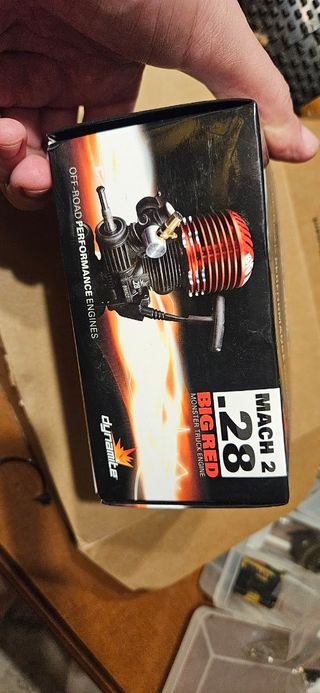 OFF-ROAD PERFORMANCE ENGINES
MACH 2
.28
BIG RED
MONSTER TRUCK ENGINE
dynamite